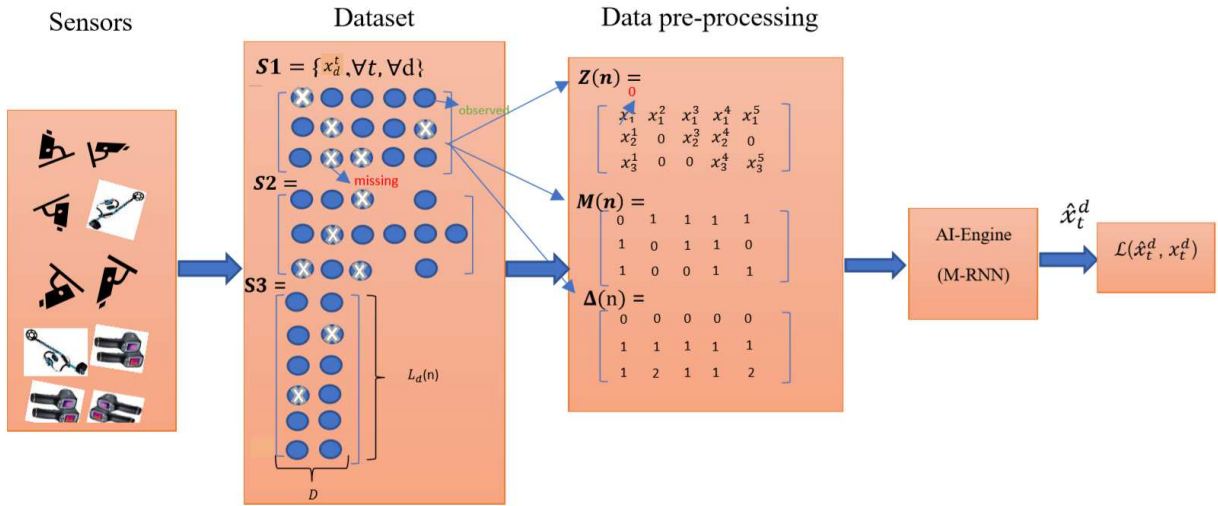 Sensors
Dataset
Data pre-processing
S1 = { x_d^t , ∀t, ∀d}
observed
missing
S2 =
S3 =
L_d(n)
D
Z(n) =
0
x_1^1 x_1^2 x_1^3 x_1^4 x_1^5
x_2^1 0 x_2^3 x_2^4 0
x_3^1 0 0 x_3^4 x_3^5
M(n) =
0 1 1 1 1
1 0 1 1 0
1 0 0 1 1
Δ(n) =
0 0 0 0 0
1 1 1 1 1
1 2 1 1 2
AI-Engine
(M-RNN)
x̂_t^d
ℒ(x̂_t^d, x_t^d)